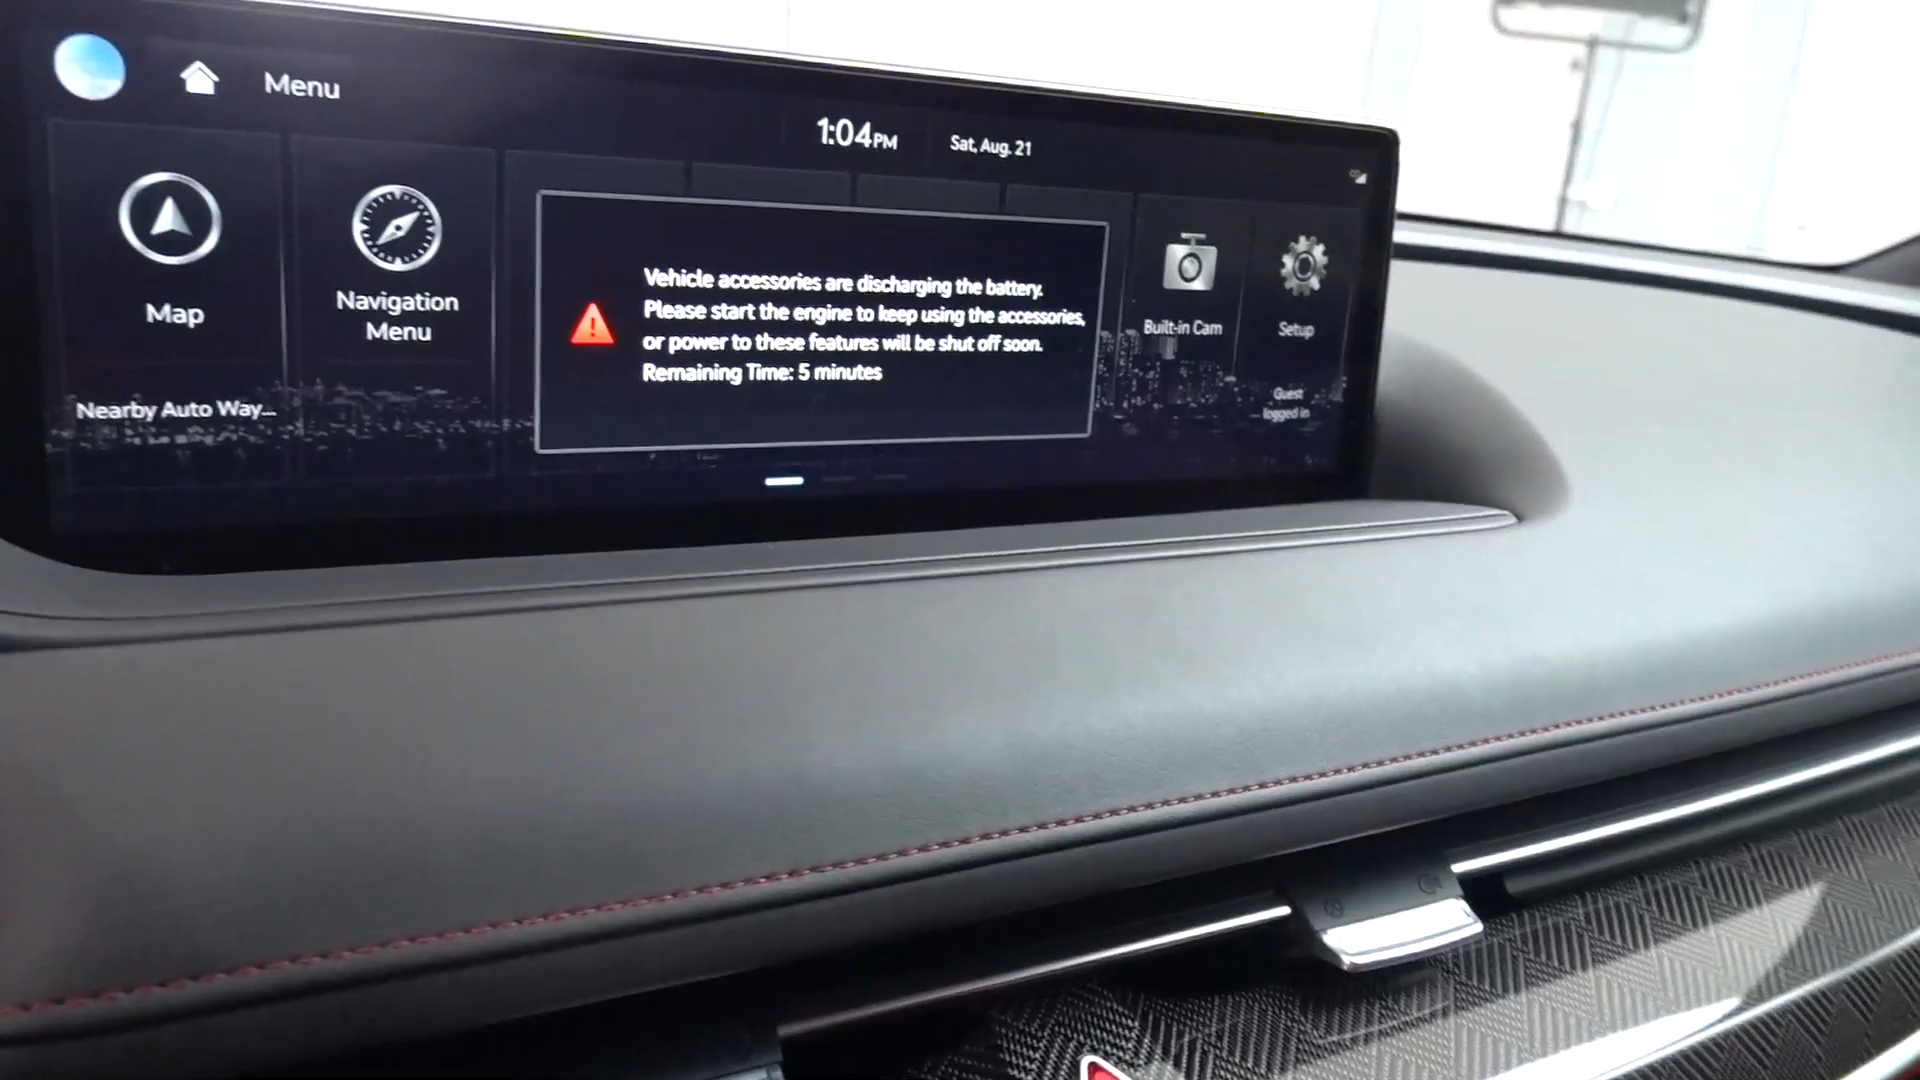 Menu
1:04PM
Sat, Aug. 21
Map
Navigation
Menu
Nearby Auto Way...
Vehicle accessories are discharging the battery.
Please start the engine to keep using the accessories,
or power to these features will be shut off soon.
Remaining Time: 5 minutes
Built-in Cam
Setup
Guest
logged in